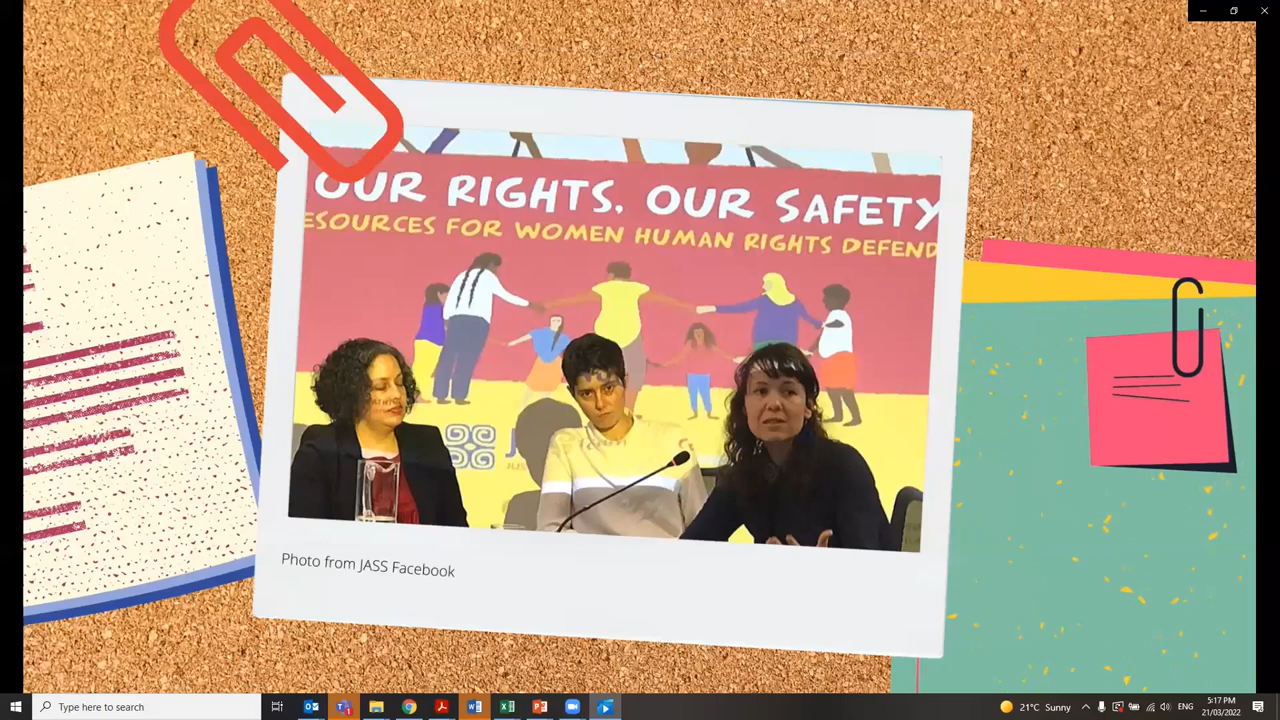 OUR RIGHTS, OUR SAFETY
ESOURCES FOR WOMEN HUMAN RIGHTS DEFEND
Photo from JASS Facebook
Type here to search
21°C Sunny
ENG
5:17 PM
21/03/2022